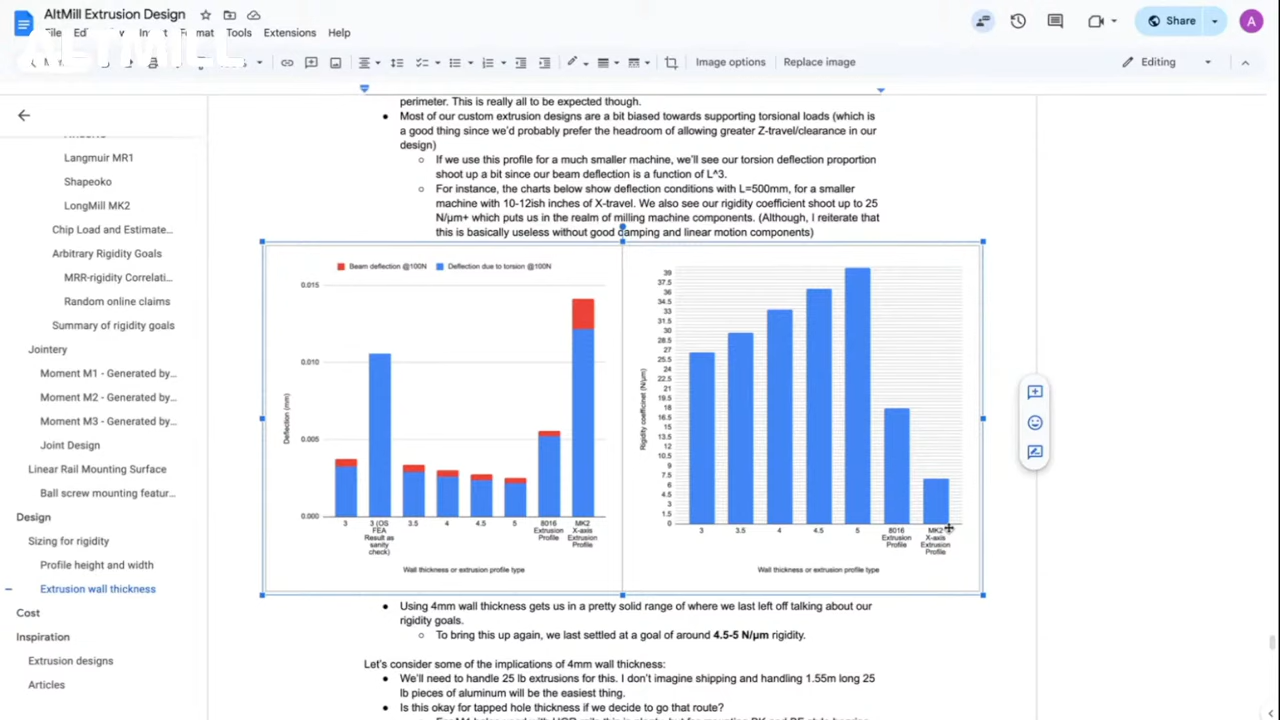 AltMill Extrusion Design
File
Tools
Extensions
Help
Share
A
Image options
Replace image
Editing
Langmuir MR1
Shapeoko
LongMill MK2
Chip Load and Estimate...
Arbitrary Rigidity Goals
MRR-rigidity Correlati...
Random online claims
Summary of rigidity goals
Jointery
Moment M1 - Generated by...
Moment M2 - Generated by...
Moment M3 - Generated by...
Joint Design
Linear Rail Mounting Surface
Ball screw mounting featur...
Design
Sizing for rigidity
Profile height and width
Extrusion wall thickness
Cost
Inspiration
Extrusion designs
Articles
perimeter. This is really all to be expected though.
● Most of our custom extrusion designs are a bit biased towards supporting torsional loads (which is
a good thing since we'd probably prefer the headroom of allowing greater Z-travel/clearance in our
design)
○ If we use this profile for a much smaller machine, we'll see our torsion deflection proportion
shoot up a bit since our beam deflection is a function of L^3.
○ For instance, the charts below show deflection conditions with L=500mm, for a smaller
machine with 10-12ish inches of X-travel. We also see our rigidity coefficient shoot up to 25
N/μm+ which puts us in the realm of milling machine components. (Although, I reiterate that
this is basically useless without good damping and linear motion components)
Beam deflection @100N
Deflection due to torsion @100N
Deflection (mm)
0.015
0.010
0.005
0.000
3
3 (OS
FEA
Result as
sanity
check)
3.5
4
4.5
5
8016
Extrusion
Profile
MK2
X-axis
Extrusion
Profile
Wall thickness or extrusion profile type
Rigidity coefficinet (N/μm)
39
37.5
36
34.5
33
31.5
30
28.5
27
25.5
24
22.5
21
19.5
18
16.5
15
13.5
12
10.5
9
7.5
6
4.5
3
1.5
0
3
3.5
4
4.5
5
8016
Extrusion
Profile
MK2
X-axis
Extrusion
Profile
Wall thickness or extrusion profile type
● Using 4mm wall thickness gets us in a pretty solid range of where we last left off talking about our
rigidity goals.
○ To bring this up again, we last settled at a goal of around 4.5-5 N/μm rigidity.
Let's consider some of the implications of 4mm wall thickness:
● We'll need to handle 25 lb extrusions for this. I don't imagine shipping and handling 1.55m long 25
lb pieces of aluminum will be the easiest thing.
● Is this okay for tapped hole thickness if we decide to go that route?